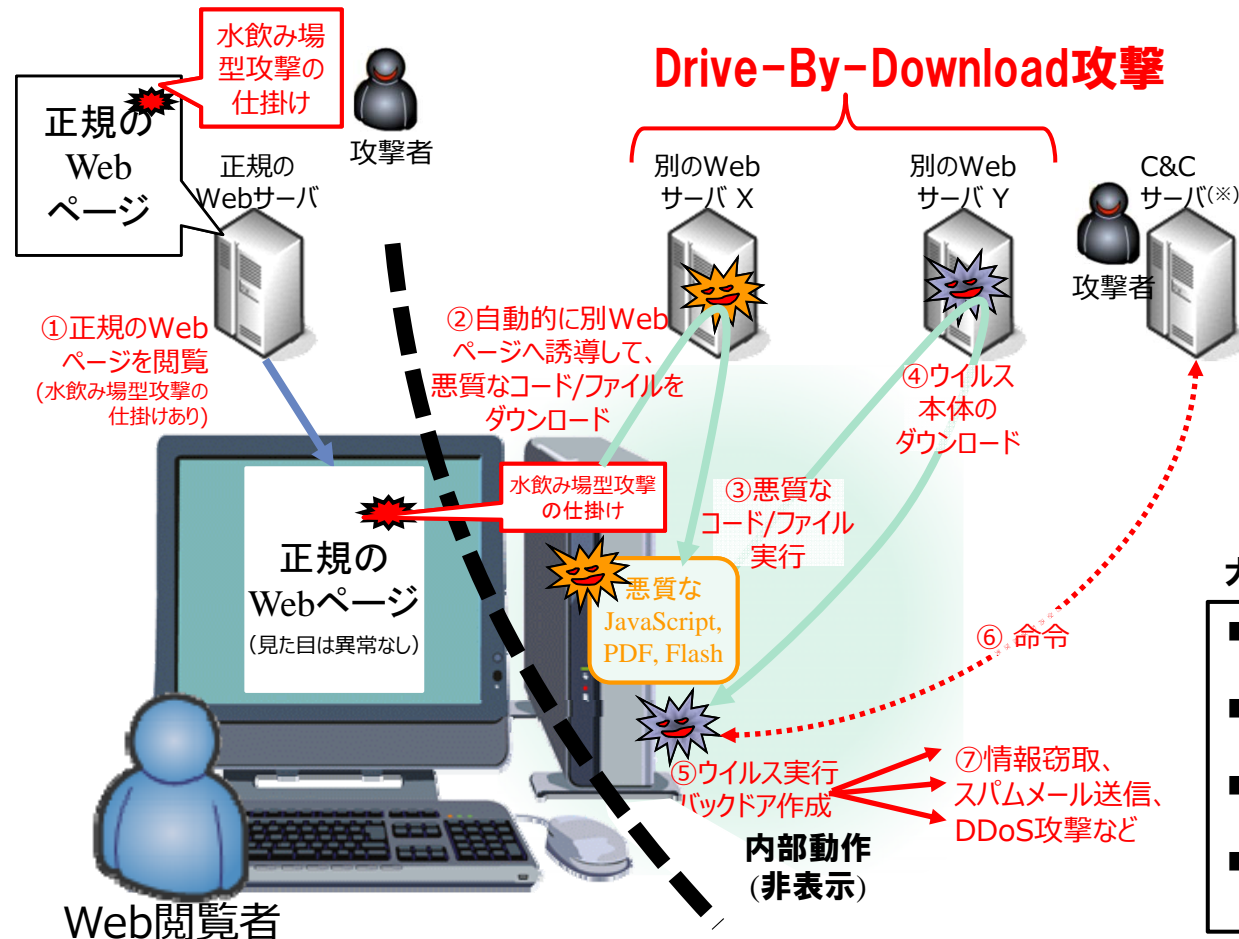 Drive-By-Download攻撃
水飲み場
型攻撃の
仕掛け
正規の
Web
ページ
攻撃者
正規の
Webサーバ
別のWeb
サーバ X
別のWeb
サーバ Y
C&C
サーバ(※)
攻撃者
①正規のWeb
ページを閲覧
(水飲み場型攻撃の
仕掛けあり)
②自動的に別Web
ページへ誘導して、
悪質なコード/ファイルを
ダウンロード
④ウイルス
本体の
ダウンロード
水飲み場型攻撃
の仕掛け
③悪質な
コード/ファイル
実行
正規の
Webページ
(見た目は異常なし)
悪質な
JavaScript,
PDF, Flash
⑥ 命令
⑤ウイルス実行
バックドア作成
⑦情報窃取、
スパムメール送信、
DDoS攻撃など
内部動作
(非表示)
Web閲覧者